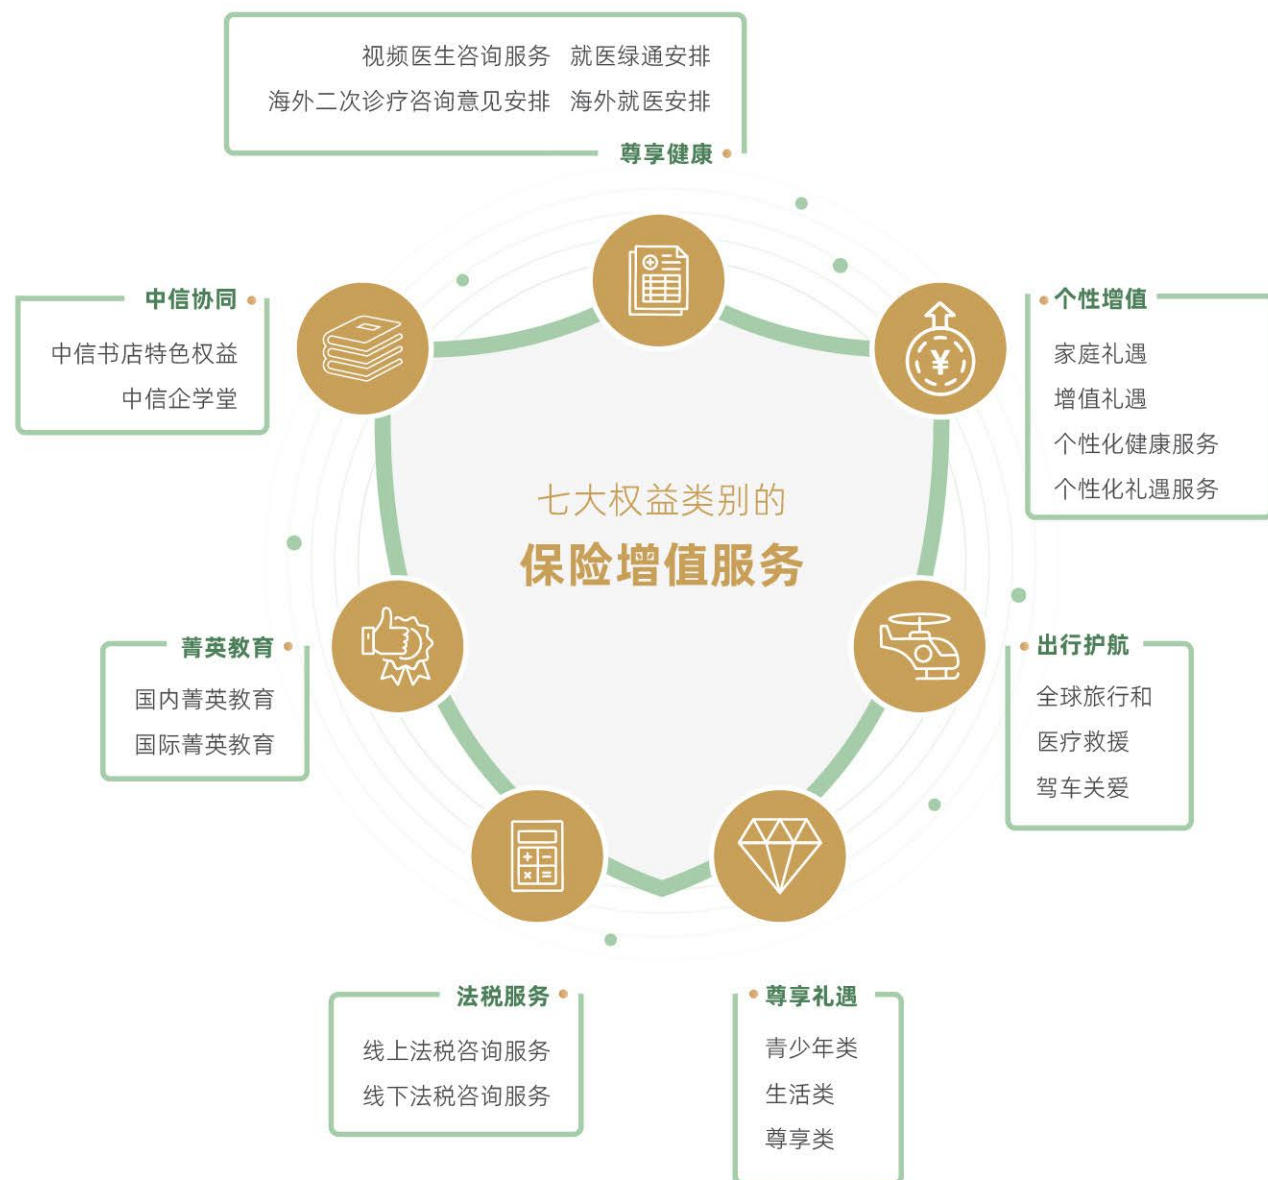 视频医生咨询服务 就医绿通安排
海外二次诊疗咨询意见安排 海外就医安排
尊享健康
中信协同
中信书店特色权益
中信企学堂
个性增值
家庭礼遇
增值礼遇
个性化健康服务
个性化礼遇服务
¥
七大权益类别的
保险增值服务
菁英教育
国内菁英教育
国际菁英教育
出行护航
全球旅行和
医疗救援
驾车关爱
法税服务
线上法税咨询服务
线下法税咨询服务
尊享礼遇
青少年类
生活类
尊享类